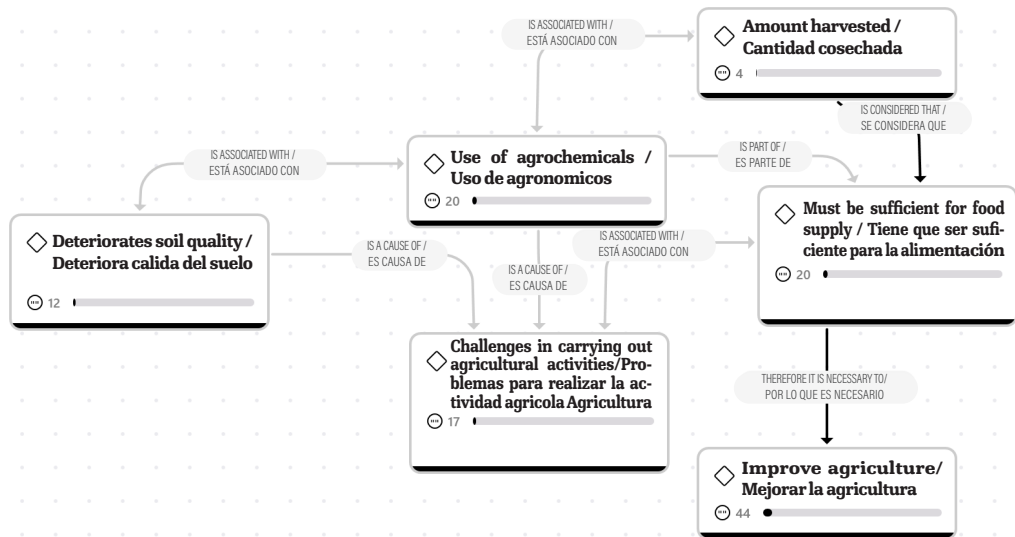 IS ASSOCIATED WITH /
ESTÁ ASOCIADO CON
Amount harvested /
Cantidad cosechada
4
IS CONSIDERED THAT /
SE CONSIDERA QUE
IS ASSOCIATED WITH /
ESTÁ ASOCIADO CON
Use of agrochemicals /
Uso de agronomicos
20
IS PART OF /
ES PARTE DE
Deteriorates soil quality /
Deteriora calida del suelo
12
IS A CAUSE OF /
ES CAUSA DE
IS A CAUSE OF /
ES CAUSA DE
IS ASSOCIATED WITH /
ESTÁ ASOCIADO CON
Must be sufficient for food
supply / Tiene que ser sufi-
ciente para la alimentación
20
Challenges in carrying out
agricultural activities/Pro-
blemas para realizar la ac-
tividad agricola Agricultura
17
THEREFORE IT IS NECESSARY TO/
POR LO QUE ES NECESARIO
Improve agriculture/
Mejorar la agricultura
44